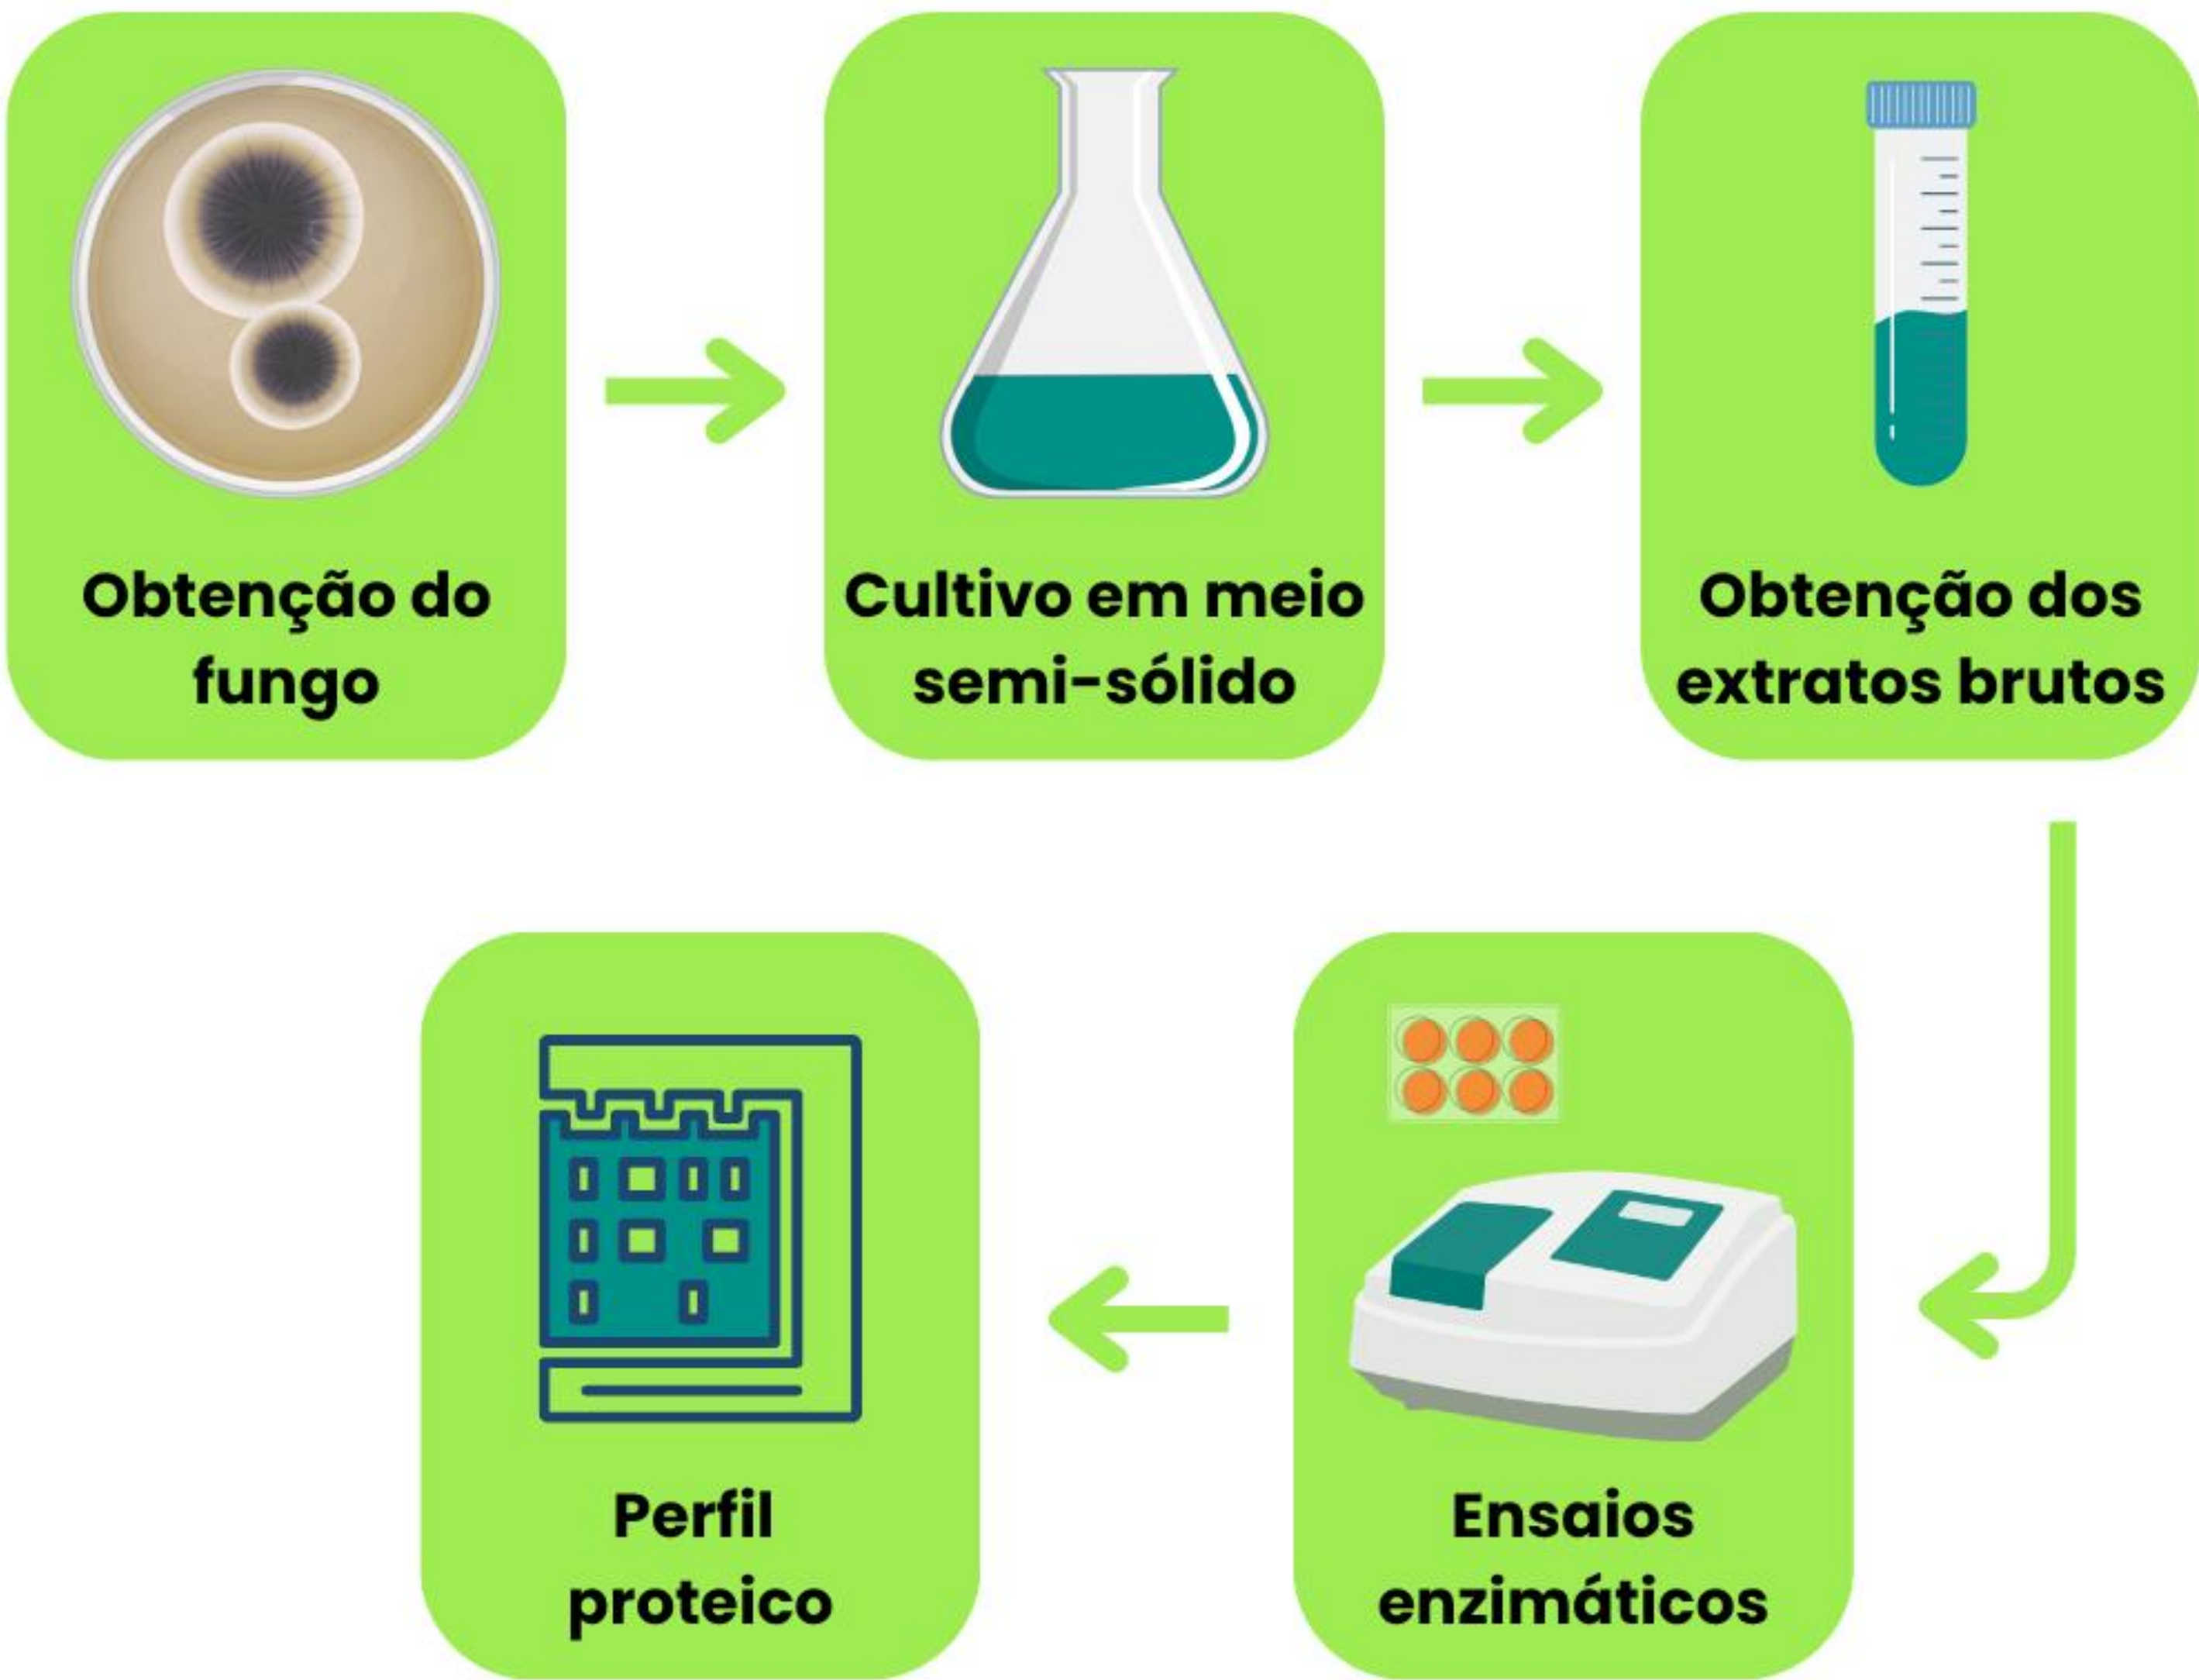 Obtenção do
fungo
Cultivo em meio
semi-sólido
Obtenção dos
extratos brutos
Ensaios
enzimáticos
Perfil
proteico